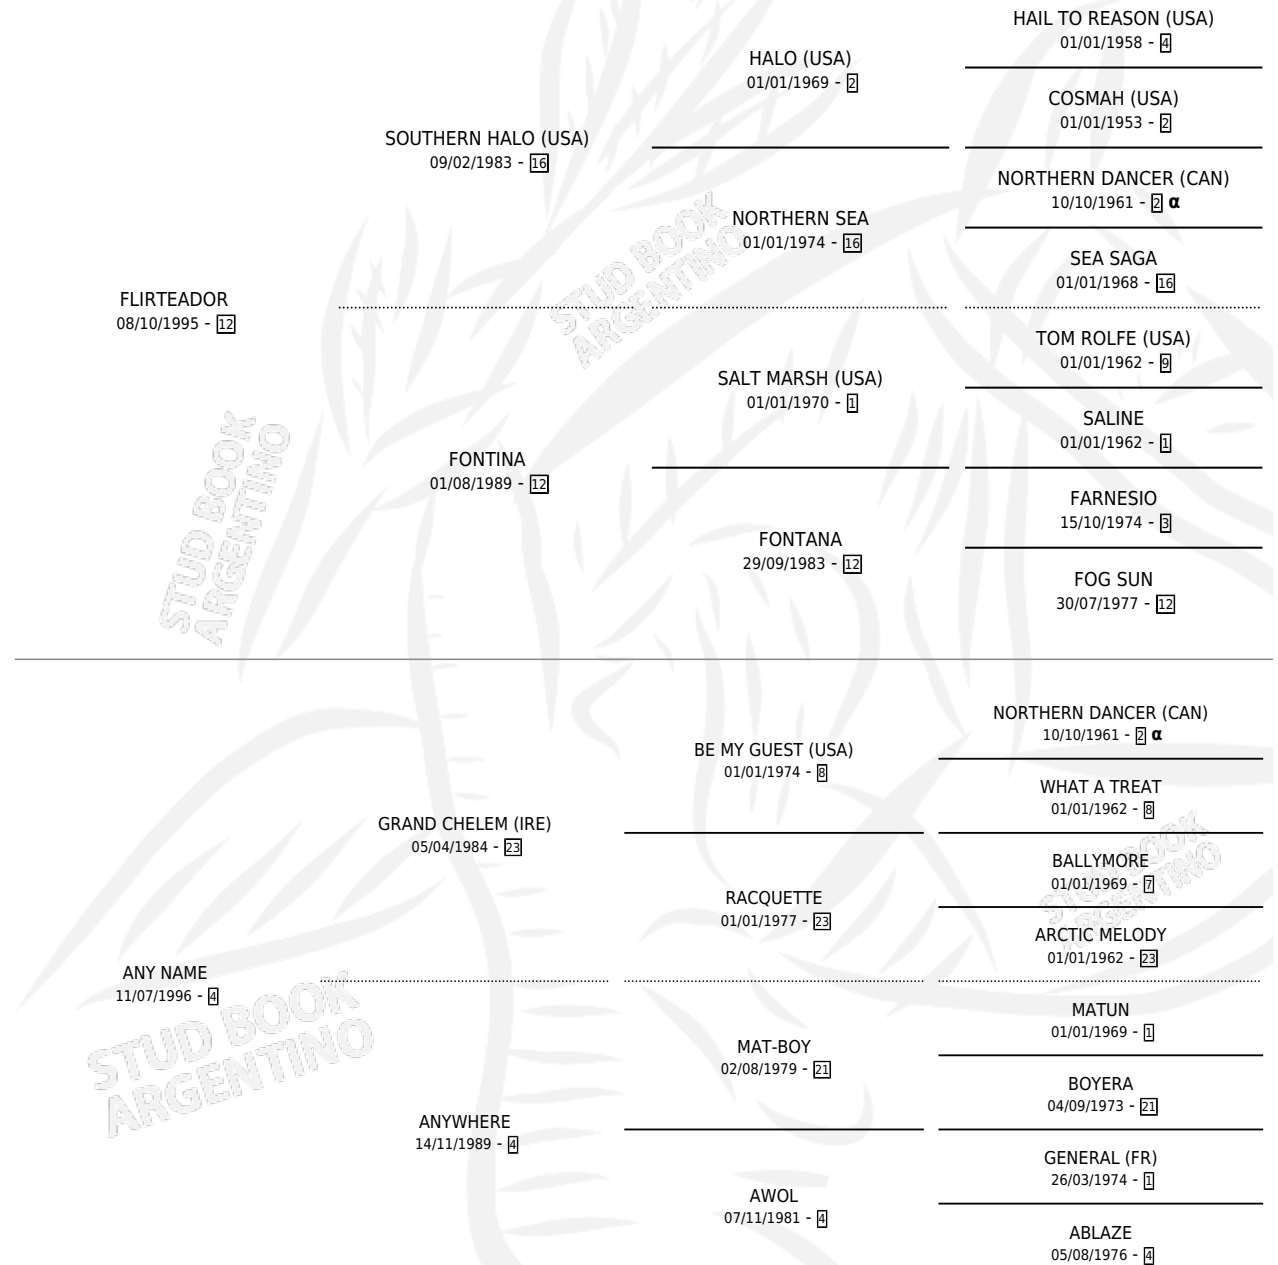 HAIL TO REASON (USA)
01/01/1958 - 4
HALO (USA)
01/01/1969 - 2
COSMAH (USA)
01/01/1953 - 2
SOUTHERN HALO (USA)
09/02/1983 - 16
NORTHERN DANCER (CAN)
10/10/1961 - 2 α
NORTHERN SEA
01/01/1974 - 16
SEA SAGA
01/01/1968 - 16
STUD BOOK
ARGENTINO
FLIRTEADOR
08/10/1995 - 12
TOM ROLFE (USA)
01/01/1962 - 9
SALT MARSH (USA)
01/01/1970 - 1
SALINE
01/01/1962 - 1
FONTINA
01/08/1989 - 12
FARNESIO
15/10/1974 - 3
FONTANA
29/09/1983 - 12
FOG SUN
30/07/1977 - 12
STUD BOOK
ARGENTINO
NORTHERN DANCER (CAN)
10/10/1961 - 2 α
BE MY GUEST (USA)
01/01/1974 - 8
WHAT A TREAT
01/01/1962 - 8
GRAND CHELEM (IRE)
05/04/1984 - 23
BALLYMORE
01/01/1969 - 7
RACQUETTE
01/01/1977 - 23
ARCTIC MELODY
01/01/1962 - 23
STUD BOOK
ARGENTINO
ANY NAME
11/07/1996 - 4
MATUN
01/01/1969 - 1
MAT-BOY
02/08/1979 - 21
BOYERA
04/09/1973 - 21
STUD BOOK
ARGENTINO
ANYWHERE
14/11/1989 - 4
GENERAL (FR)
26/03/1974 - 1
AWOL
07/11/1981 - 4
ABLAZE
05/08/1976 - 4